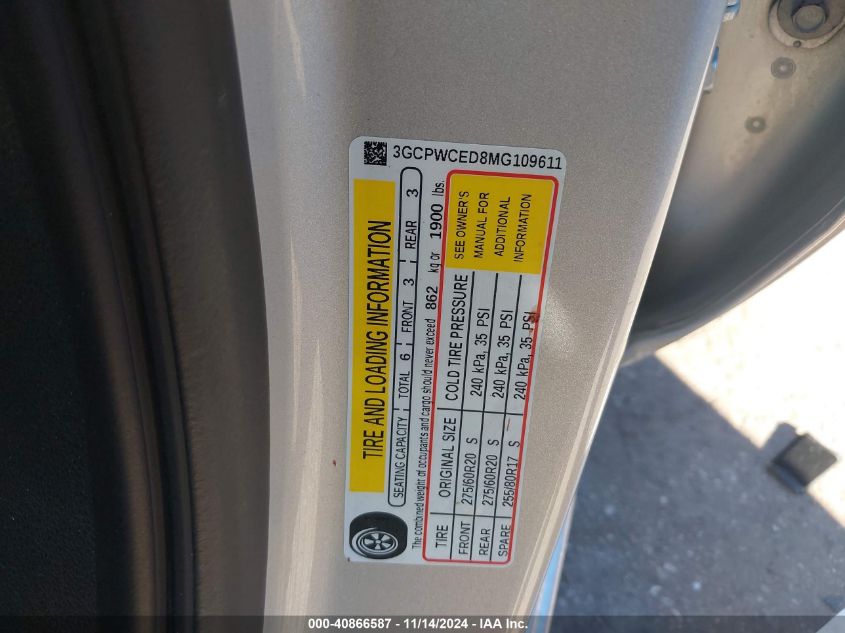 3GCPWCED8MG109611
TIRE AND LOADING INFORMATION
SEATING CAPACITY TOTAL 6 FRONT 3 REAR 3
The combined weight of occupants and cargo should never exceed 862 kg or 1900 lbs.
TIRE ORIGINAL SIZE COLD TIRE PRESSURE SEE OWNER'S
FRONT 275/60R20 S 240 kPa, 35 PSI MANUAL FOR
REAR 275/60R20 S 240 kPa, 35 PSI ADDITIONAL
SPARE 255/80R17 S 240 kPa, 35 PSI INFORMATION
000-40866587 - 11/14/2024 - IAA Inc.